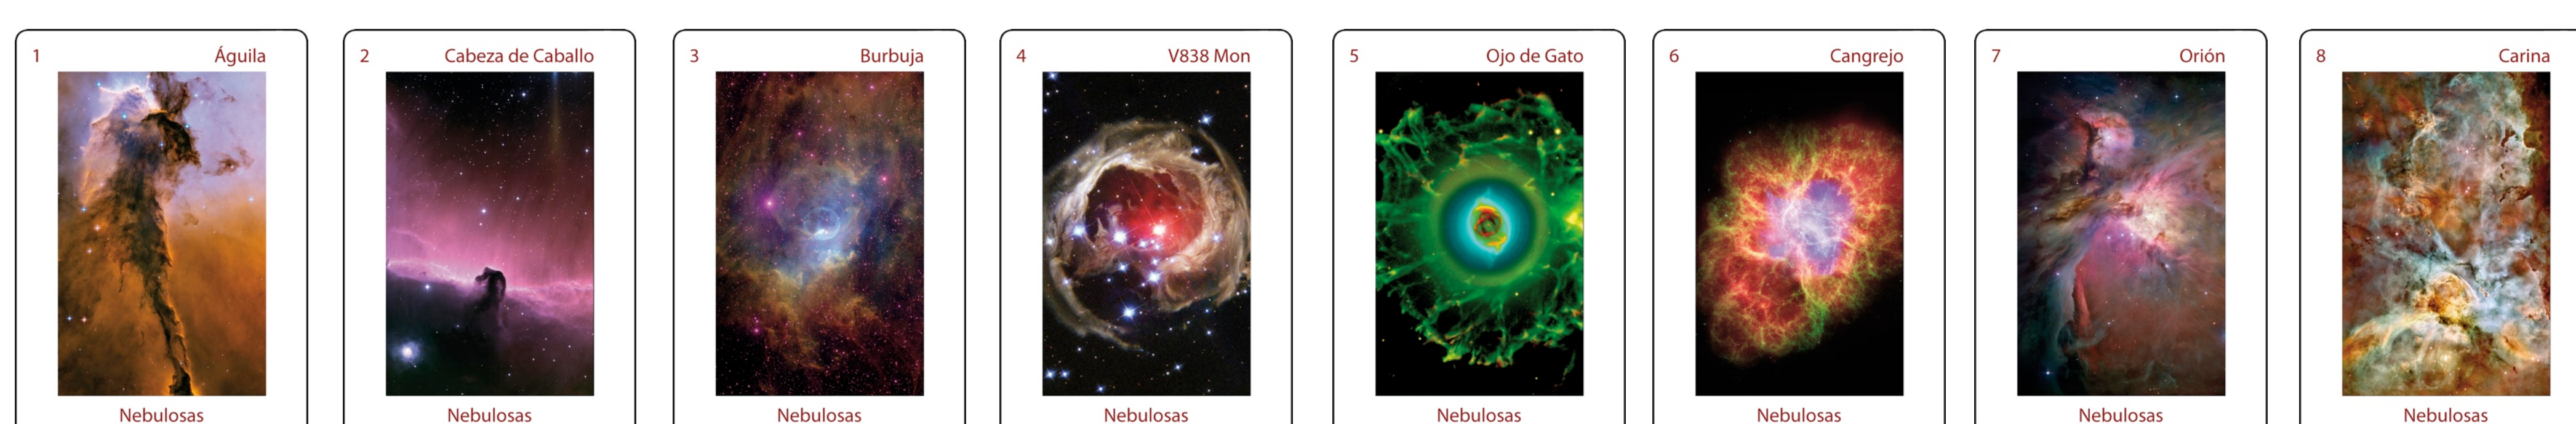 1 Águila
Nebulosas
2 Cabeza de Caballo
Nebulosas
3 Burbuja
Nebulosas
4 V838 Mon
Nebulosas
5 Ojo de Gato
Nebulosas
6 Cangrejo
Nebulosas
7 Orión
Nebulosas
8 Carina
Nebulosas